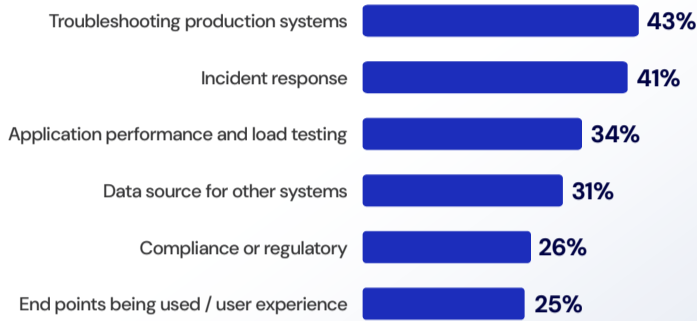 Troubleshooting production systems 43%
Incident response 41%
Application performance and load testing 34%
Data source for other systems 31%
Compliance or regulatory 26%
End points being used / user experience 25%